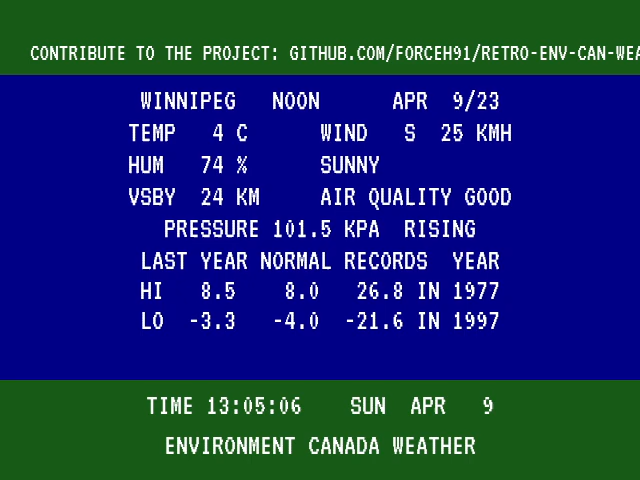 CONTRIBUTE TO THE PROJECT: GITHUB.COM/FORCEH91/RETRO-ENV-CAN-WEA
WINNIPEG NOON APR 9/23
TEMP 4 C WIND S 25 KMH
HUM 74 % SUNNY
VSBY 24 KM AIR QUALITY GOOD
PRESSURE 101.5 KPA RISING
LAST YEAR NORMAL RECORDS YEAR
HI 8.5 8.0 26.8 IN 1977
LO -3.3 -4.0 -21.6 IN 1997
TIME 13:05:06 SUN APR 9
ENVIRONMENT CANADA WEATHER